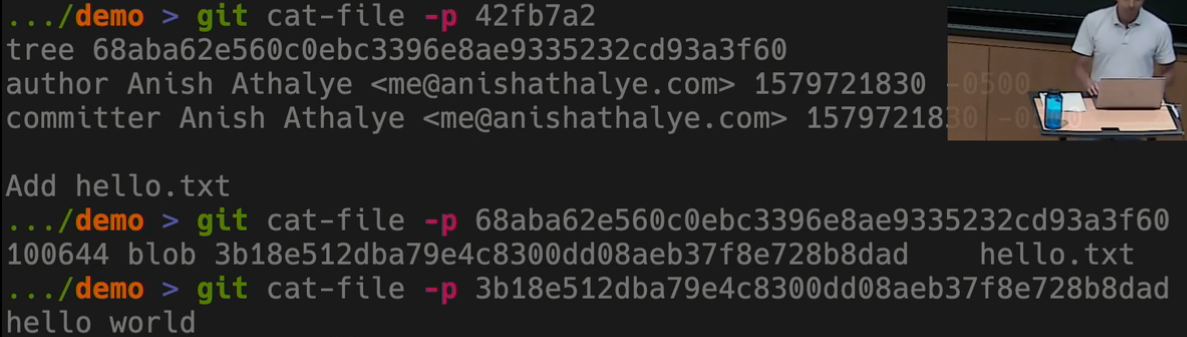 .../demo > git cat-file -p 42fb7a2
tree 68aba62e560c0ebc3396e8ae9335232cd93a3f60
author Anish Athalye <me@anishathalye.com> 1579721830 -0500
committer Anish Athalye <me@anishathalye.com> 1579721830 -0500
Add hello.txt
.../demo > git cat-file -p 68aba62e560c0ebc3396e8ae9335232cd93a3f60
100644 blob 3b18e512dba79e4c8300dd08aeb37f8e728b8dad    hello.txt
.../demo > git cat-file -p 3b18e512dba79e4c8300dd08aeb37f8e728b8dad
hello world